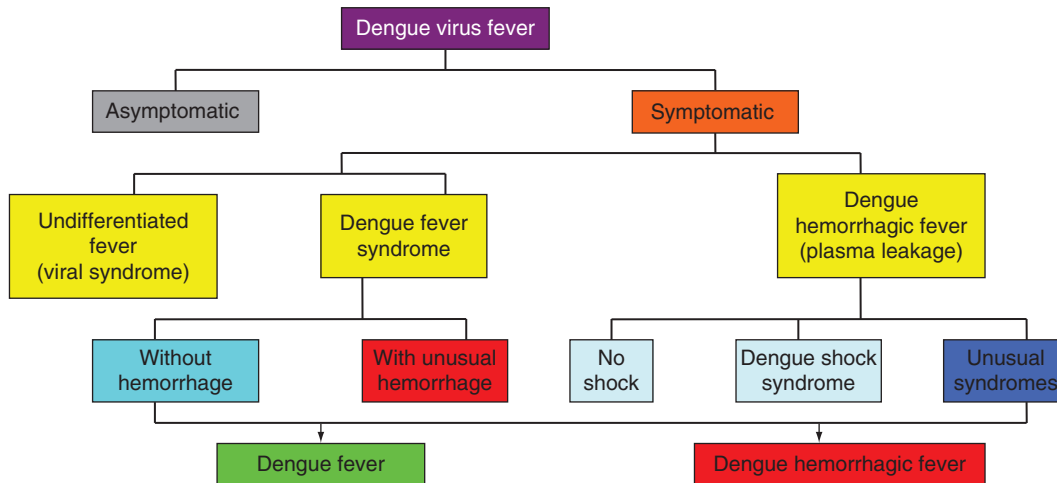 Dengue virus fever
Asymptomatic
Symptomatic
Undifferentiated
fever
(viral syndrome)
Dengue fever
syndrome
Dengue
hemorrhagic fever
(plasma leakage)
Without
hemorrhage
With unusual
hemorrhage
No
shock
Dengue shock
syndrome
Unusual
syndromes
Dengue fever
Dengue hemorrhagic fever